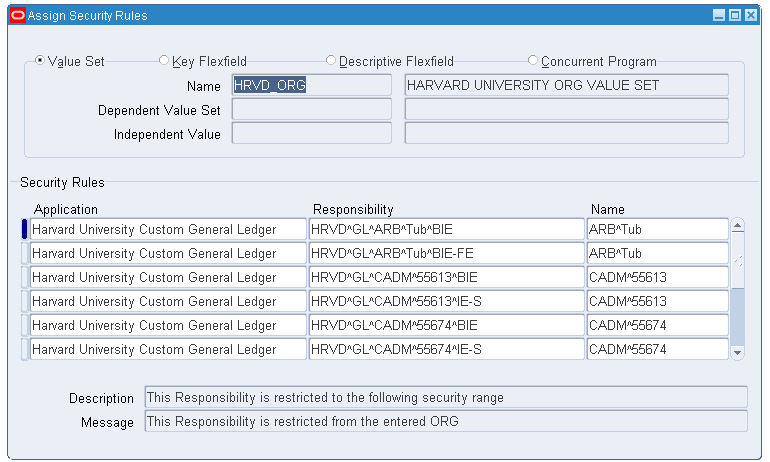 Assign Security Rules
Value Set Key Flexfield Descriptive Flexfield Concurrent Program
Name HRVD_ORG HARVARD UNIVERSITY ORG VALUE SET
Dependent Value Set
Independent Value
Security Rules
Application Responsibility Name
Harvard University Custom General Ledger HRVD^GL^ARB^Tub^BIE ARB^Tub
Harvard University Custom General Ledger HRVD^GL^ARB^Tub^BIE-FE ARB^Tub
Harvard University Custom General Ledger HRVD^GL^CADM^55613^BIE CADM^55613
Harvard University Custom General Ledger HRVD^GL^CADM^55613^IE-S CADM^55613
Harvard University Custom General Ledger HRVD^GL^CADM^55674^BIE CADM^55674
Harvard University Custom General Ledger HRVD^GL^CADM^55674^IE-S CADM^55674
Description This Responsibility is restricted to the following security range
Message This Responsibility is restricted from the entered ORG